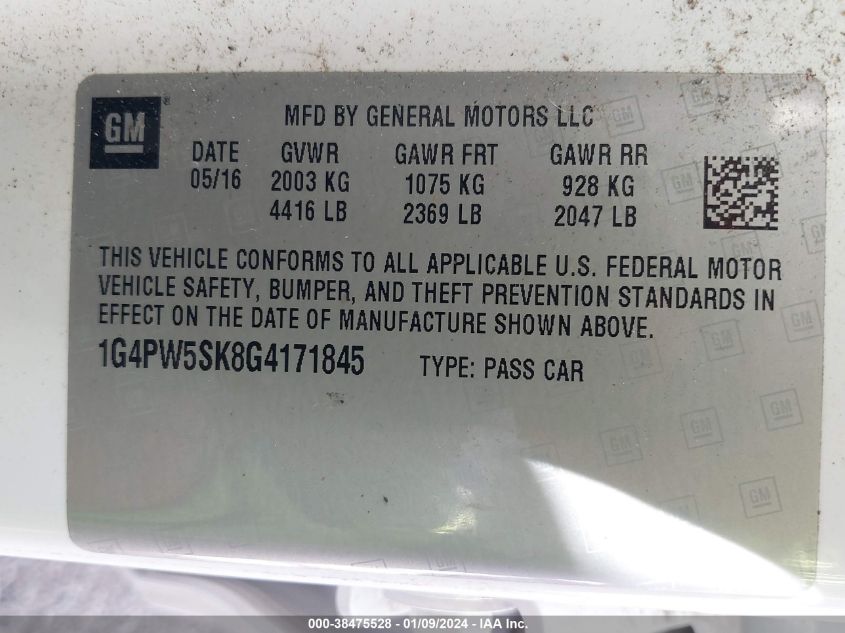 GM ®
MFD BY GENERAL MOTORS LLC
DATE GVWR GAWR FRT GAWR RR
05/16 2003 KG 1075 KG 928 KG
4416 LB 2369 LB 2047 LB
THIS VEHICLE CONFORMS TO ALL APPLICABLE U.S. FEDERAL MOTOR
VEHICLE SAFETY, BUMPER, AND THEFT PREVENTION STANDARDS IN
EFFECT ON THE DATE OF MANUFACTURE SHOWN ABOVE.
1G4PW5SK8G4171845 TYPE: PASS CAR
000-38475528 - 01/09/2024 - IAA Inc.